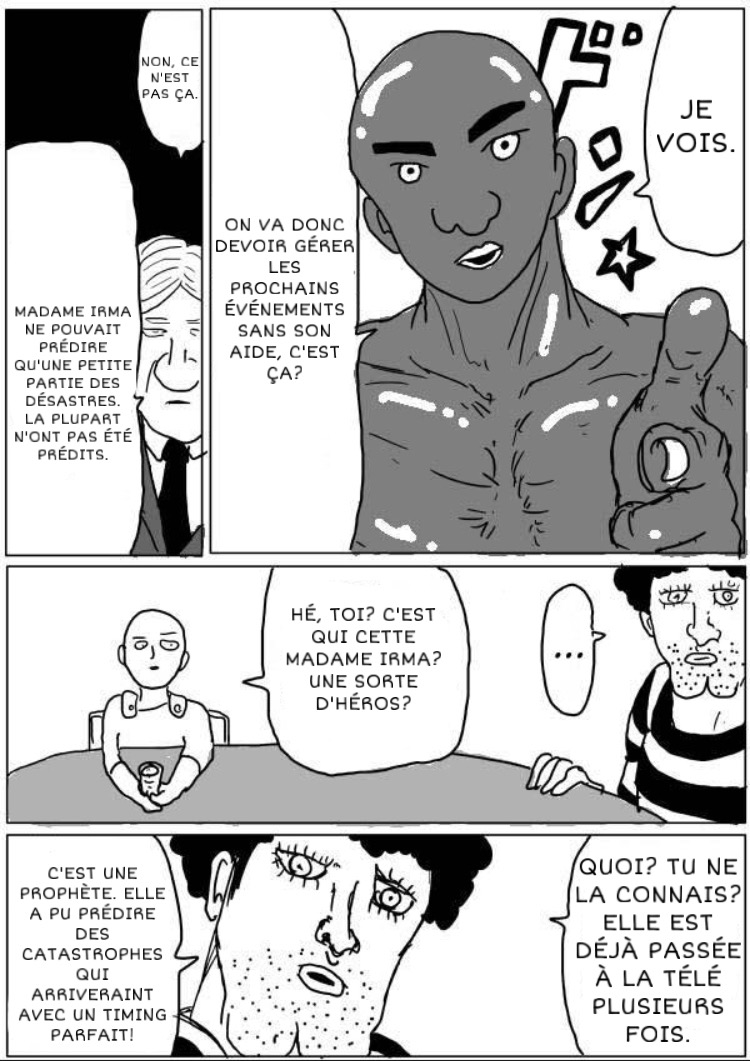 JE
VOIS.
ドン
ON VA DONC
DEVOIR GÉRER
LES
PROCHAINS
ÉVÉNEMENTS
SANS SON
AIDE, C'EST
ÇA?
NON, CE
N'EST
PAS ÇA.
MADAME IRMA
NE POUVAIT
PRÉDIRE
QU'UNE PETITE
PARTIE DES
DÉSASTRES.
LA PLUPART
N'ONT PAS ÉTÉ
PRÉDITS.
...
HÉ, TOI? C'EST
QUI CETTE
MADAME IRMA?
UNE SORTE
D'HÉROS?
QUOI? TU NE
LA CONNAIS?
ELLE EST
DÉJÀ PASSÉE
À LA TÉLÉ
PLUSIEURS
FOIS.
C'EST UNE
PROPHÈTE. ELLE
A PU PRÉDIRE
DES
CATASTROPHES
QUI
ARRIVERAINT
AVEC UN TIMING
PARFAIT!